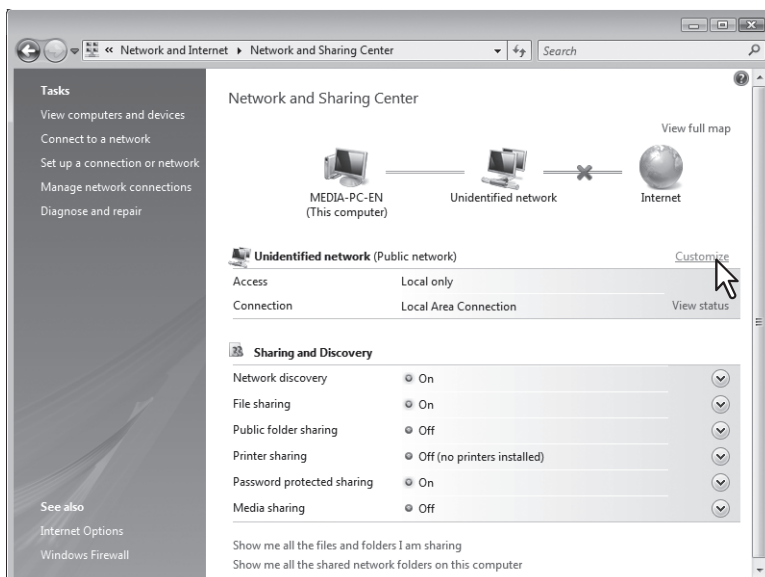 « Network and Internet ▸ Network and Sharing Center
Search
Tasks
View computers and devices
Connect to a network
Set up a connection or network
Manage network connections
Diagnose and repair
See also
Internet Options
Windows Firewall
Network and Sharing Center
View full map
MEDIA-PC-EN
(This computer)
Unidentified network
Internet
Unidentified network (Public network)
Customize
Access Local only
Connection Local Area Connection View status
Sharing and Discovery
Network discovery On
File sharing On
Public folder sharing Off
Printer sharing Off (no printers installed)
Password protected sharing On
Media sharing Off
Show me all the files and folders I am sharing
Show me all the shared network folders on this computer